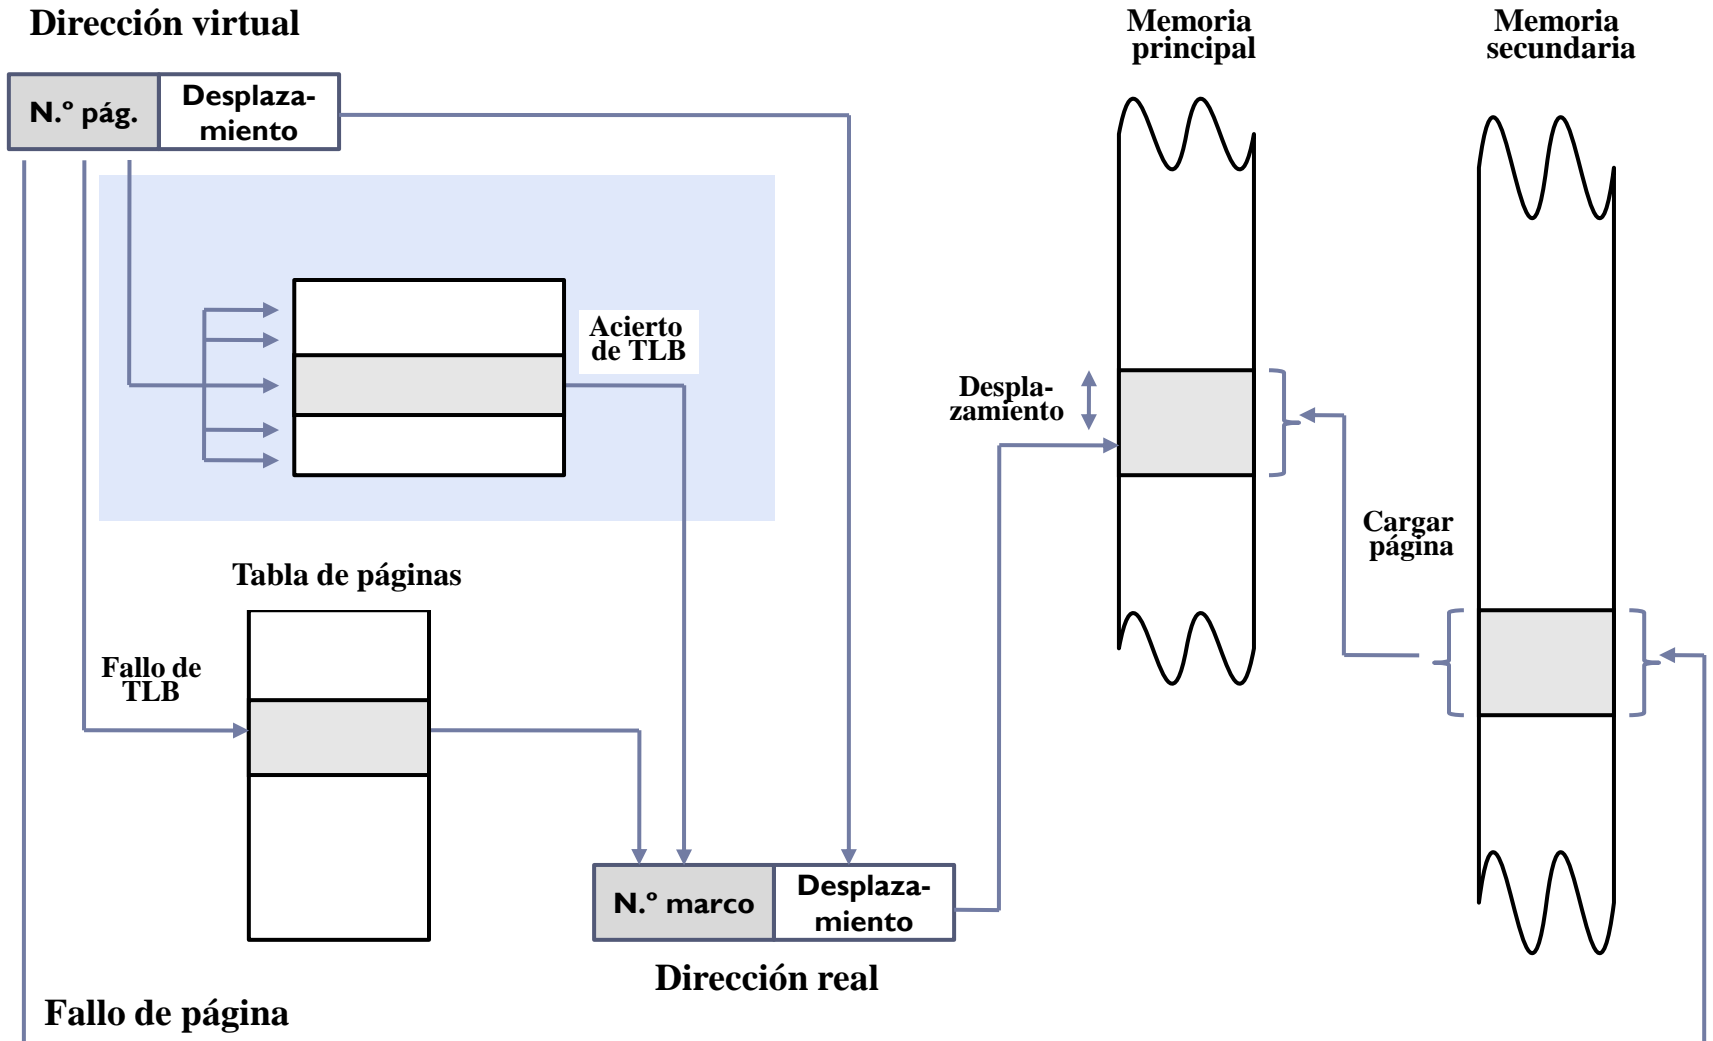 Dirección virtual
N.º pág.
Desplaza-
miento
Memoria
principal
Memoria
secundaria
Acierto
de TLB
Despla-
zamiento
Cargar
página
Tabla de páginas
Fallo de
TLB
N.º marco
Desplaza-
miento
Dirección real
Fallo de página